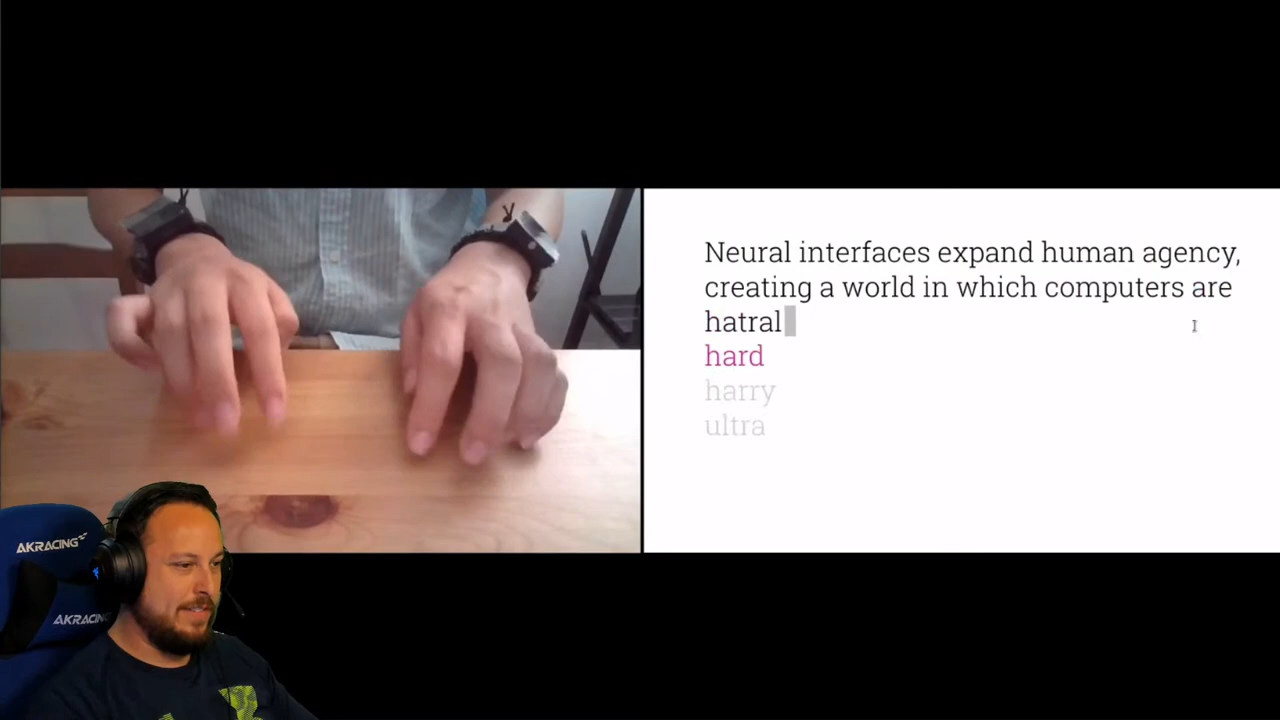 Neural interfaces expand human agency,
creating a world in which computers are
hatral
hard
harry
ultra
AKRACING
AKRACING